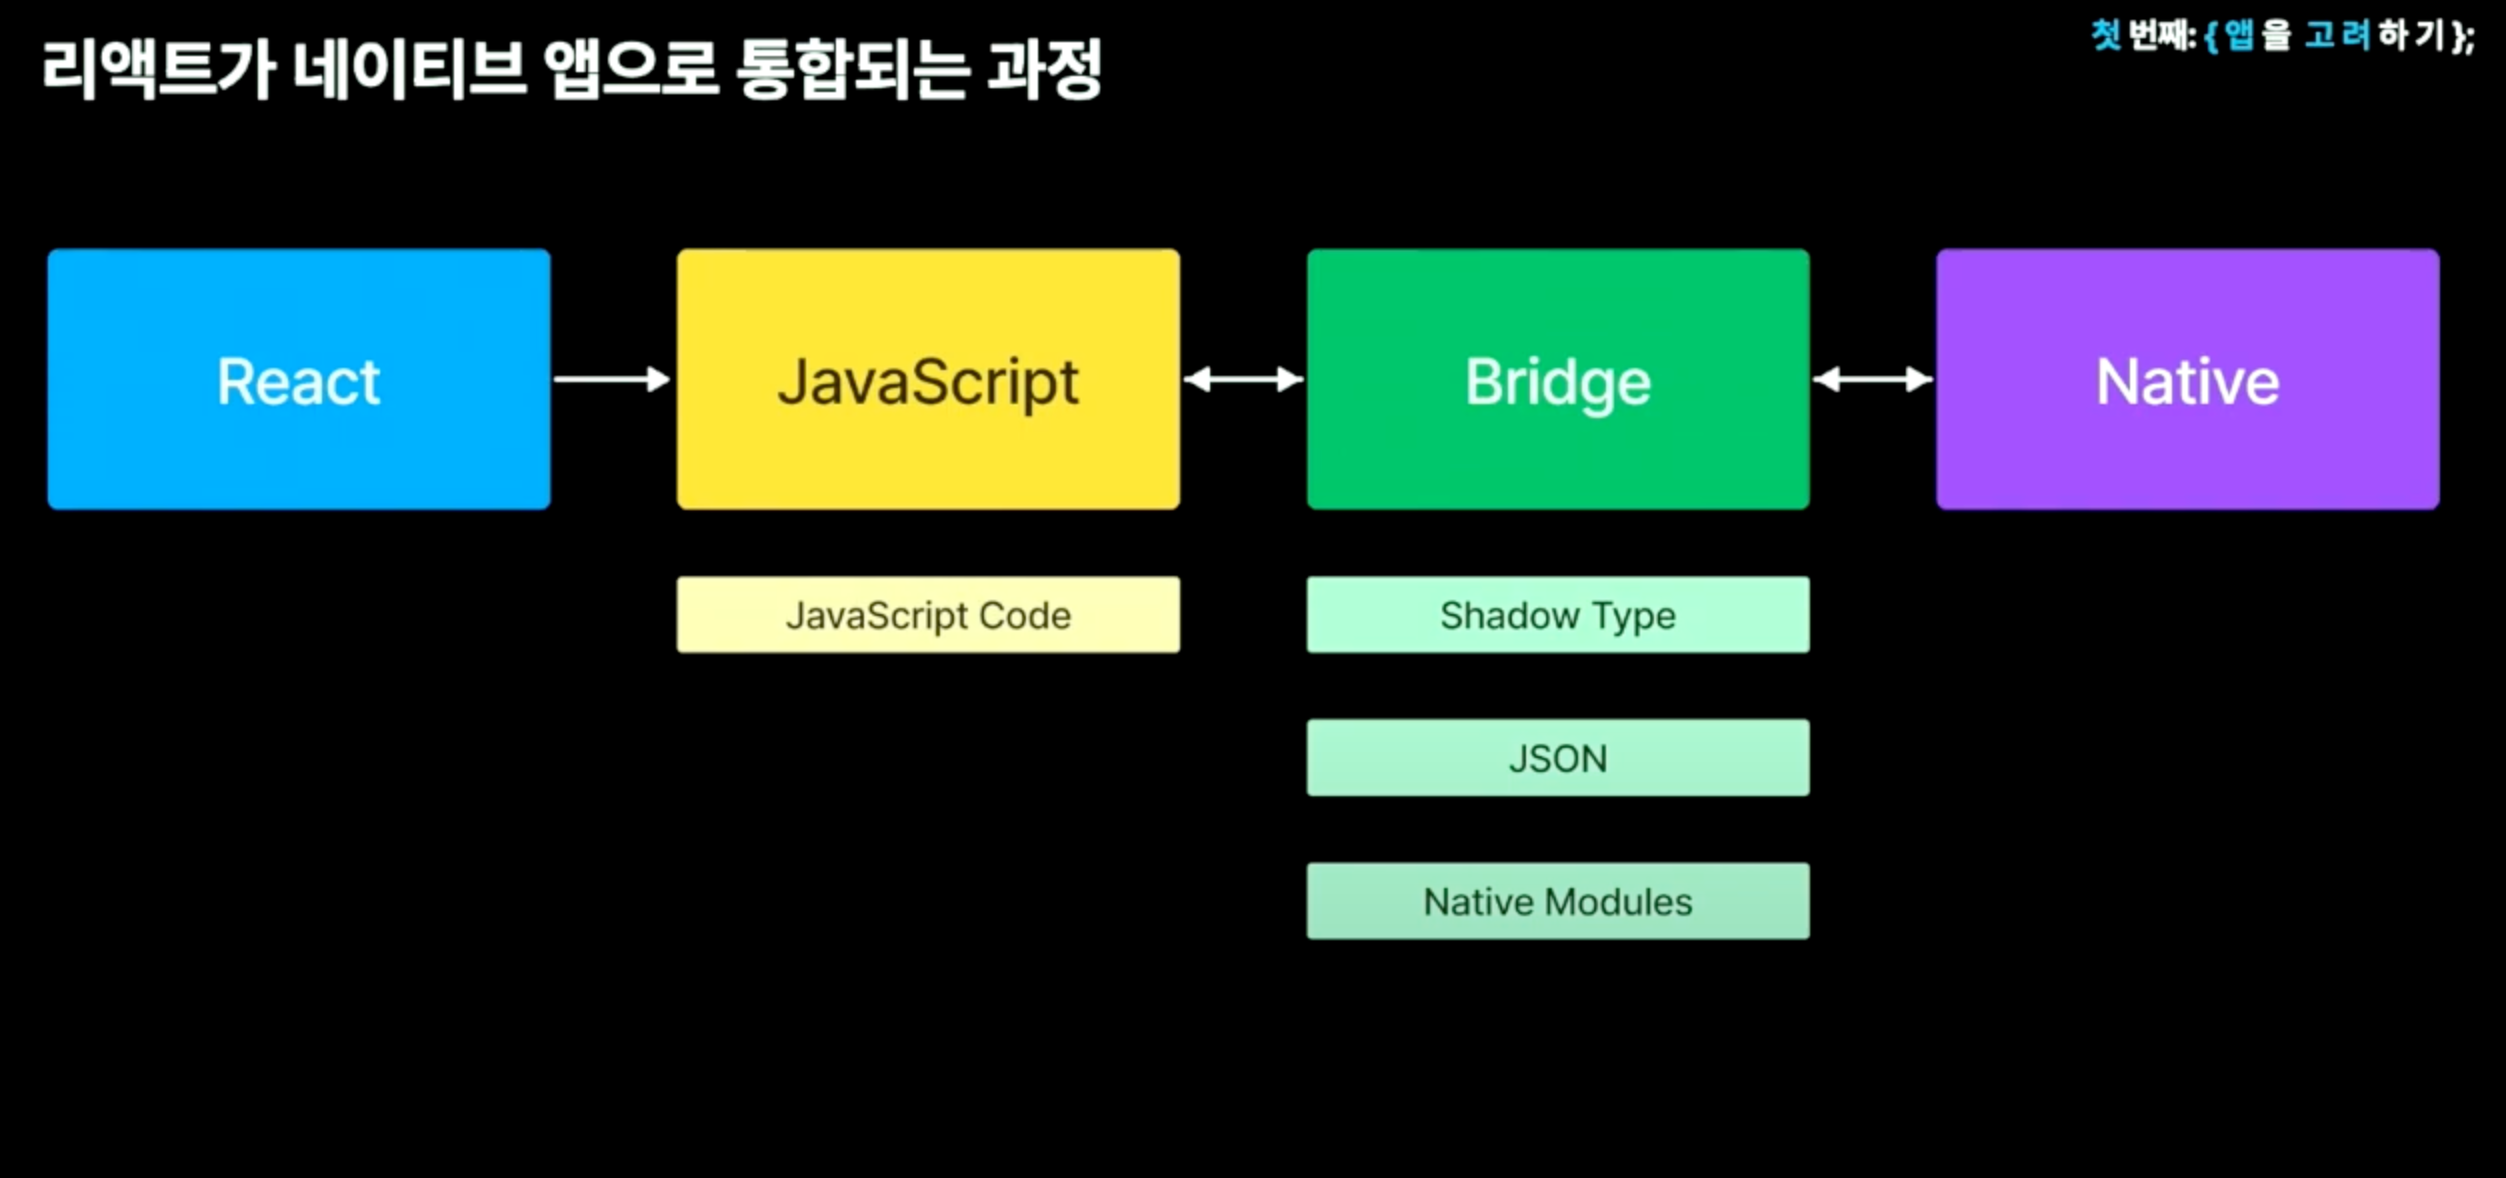 리액트가 네이티브 앱으로 통합되는 과정
첫 번째: { 앱을 고려하기 };
React
JavaScript
Bridge
Native
JavaScript Code
Shadow Type
JSON
Native Modules